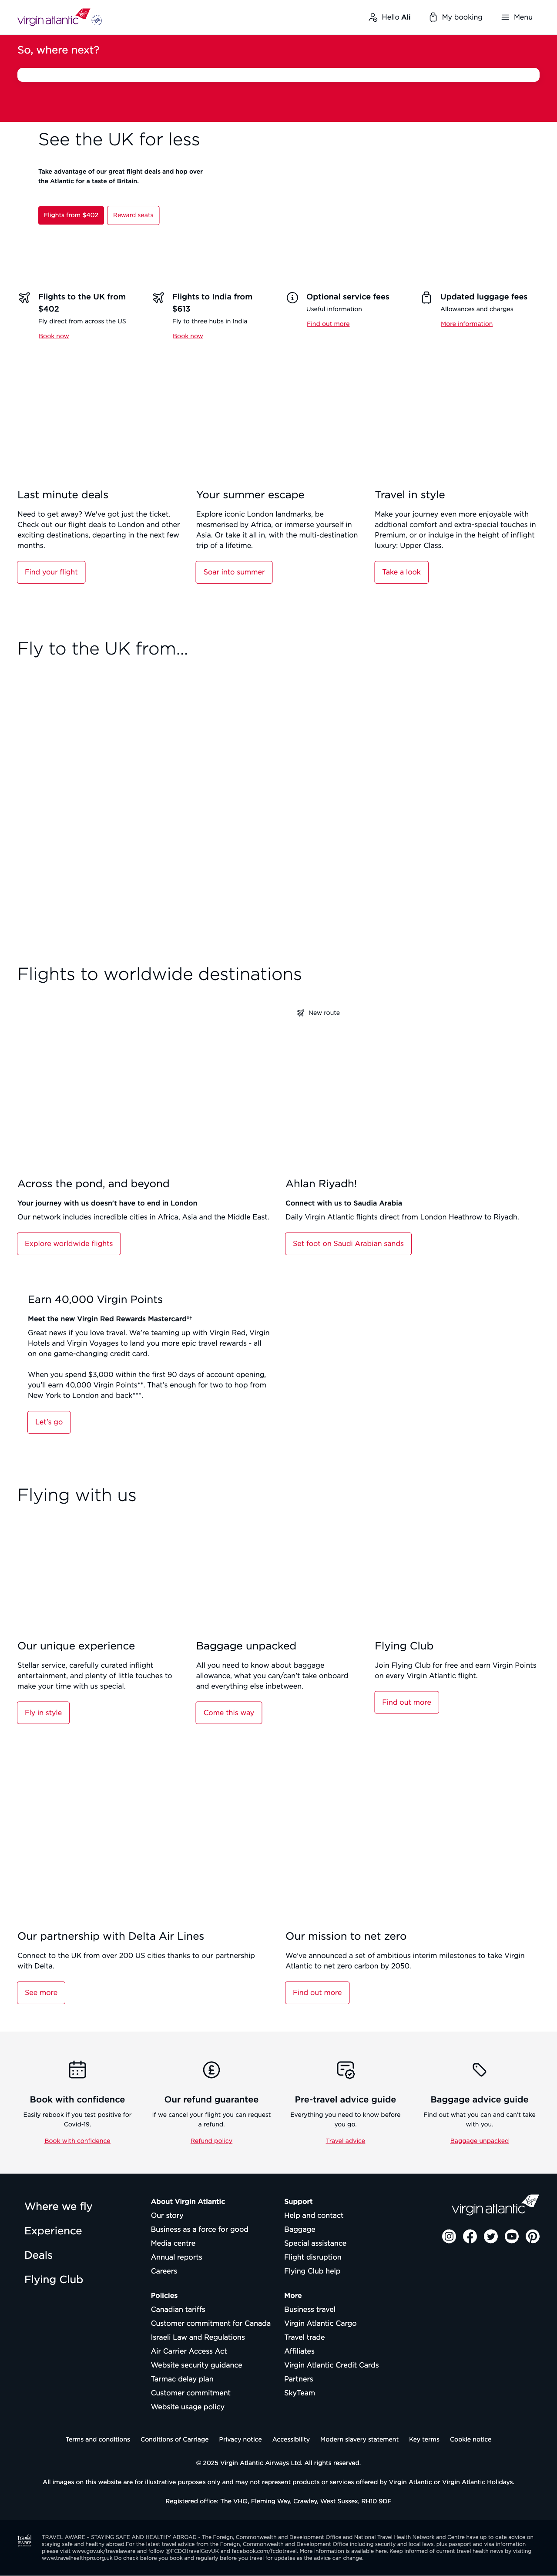 virgin atlantic
Hello Ali
My booking
Menu
So, where next?
See the UK for less
Take advantage of our great flight deals and hop over
the Atlantic for a taste of Britain.
Flights from $402
Reward seats
Flights to the UK from
$402
Fly direct from across the US
Book now
Flights to India from
$613
Fly to three hubs in India
Book now
Optional service fees
Useful information
Find out more
Updated luggage fees
Allowances and charges
More information
Last minute deals
Need to get away? We've got just the ticket.
Check out our flight deals to London and other
exciting destinations, departing in the next few
months.
Find your flight
Your summer escape
Explore iconic London landmarks, be
mesmerised by Africa, or immerse yourself in
Asia. Or take it all in, with the multi-destination
trip of a lifetime.
Soar into summer
Travel in style
Make your journey even more enjoyable with
addtional comfort and extra-special touches in
Premium, or or indulge in the height of inflight
luxury: Upper Class.
Take a look
Fly to the UK from...
Flights to worldwide destinations
New route
Across the pond, and beyond
Your journey with us doesn't have to end in London
Our network includes incredible cities in Africa, Asia and the Middle East.
Explore worldwide flights
Ahlan Riyadh!
Connect with us to Saudia Arabia
Daily Virgin Atlantic flights direct from London Heathrow to Riyadh.
Set foot on Saudi Arabian sands
Earn 40,000 Virgin Points
Meet the new Virgin Red Rewards Mastercard®†
Great news if you love travel. We're teaming up with Virgin Red, Virgin
Hotels and Virgin Voyages to land you more epic travel rewards - all
on one game-changing credit card.
When you spend $3,000 within the first 90 days of account opening,
you'll earn 40,000 Virgin Points**. That's enough for two to hop from
New York to London and back***.
Let's go
Flying with us
Our unique experience
Stellar service, carefully curated inflight
entertainment, and plenty of little touches to
make your time with us special.
Fly in style
Baggage unpacked
All you need to know about baggage
allowance, what you can/can't take onboard
and everything else inbetween.
Come this way
Flying Club
Join Flying Club for free and earn Virgin Points
on every Virgin Atlantic flight.
Find out more
Our partnership with Delta Air Lines
Connect to the UK from over 200 US cities thanks to our partnership
with Delta.
See more
Our mission to net zero
We've announced a set of ambitious interim milestones to take Virgin
Atlantic to net zero carbon by 2050.
Find out more
Book with confidence
Easily rebook if you test positive for
Covid-19.
Book with confidence
Our refund guarantee
If we cancel your flight you can request
a refund.
Refund policy
Pre-travel advice guide
Everything you need to know before
you go.
Travel advice
Baggage advice guide
Find out what you can and can't take
with you.
Baggage unpacked
Where we fly
Experience
Deals
Flying Club
About Virgin Atlantic
Our story
Business as a force for good
Media centre
Annual reports
Careers
Support
Help and contact
Baggage
Special assistance
Flight disruption
Flying Club help
Policies
Canadian tariffs
Customer commitment for Canada
Israeli Law and Regulations
Air Carrier Access Act
Website security guidance
Tarmac delay plan
Customer commitment
Website usage policy
More
Business travel
Virgin Atlantic Cargo
Travel trade
Affiliates
Virgin Atlantic Credit Cards
Partners
SkyTeam
virgin atlantic
Terms and conditions
Conditions of Carriage
Privacy notice
Accessibility
Modern slavery statement
Key terms
Cookie notice
© 2025 Virgin Atlantic Airways Ltd. All rights reserved.
All images on this website are for illustrative purposes only and may not represent products or services offered by Virgin Atlantic or Virgin Atlantic Holidays.
Registered office: The VHQ, Fleming Way, Crawley, West Sussex, RH10 9DF
travel aware
TRAVEL AWARE – STAYING SAFE AND HEALTHY ABROAD - The Foreign, Commonwealth and Development Office and National Travel Health Network and Centre have up to date advice on
staying safe and healthy abroad.For the latest travel advice from the Foreign, Commonwealth and Development Office including security and local laws, plus passport and visa information
please visit www.gov.uk/travelaware and follow @FCDOtravelGovUK and facebook.com/fcdotravel. More information is available here. Keep informed of current travel health news by visiting
www.travelhealthpro.org.uk Do check before you book and regularly before you travel for updates as the advice can change.